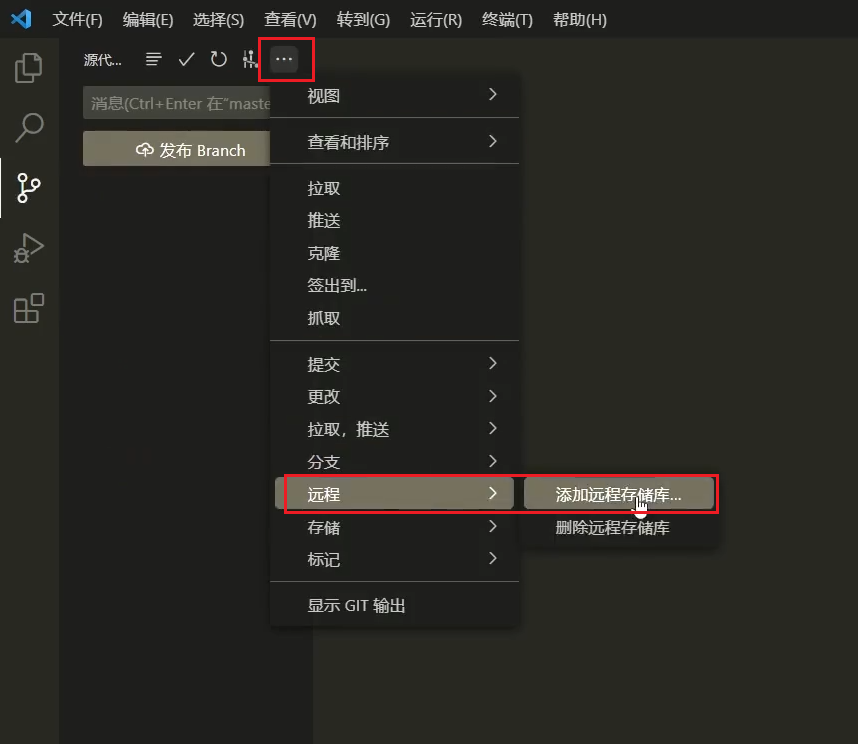 文件(F) 编辑(E) 选择(S) 查看(V) 转到(G) 运行(R) 终端(T) 帮助(H)
源代...
消息(Ctrl+Enter 在"maste
发布 Branch
视图
查看和排序
拉取
推送
克隆
签出到...
抓取
提交
更改
拉取，推送
分支
远程
添加远程存储库...
存储
删除远程存储库
标记
显示 GIT 输出